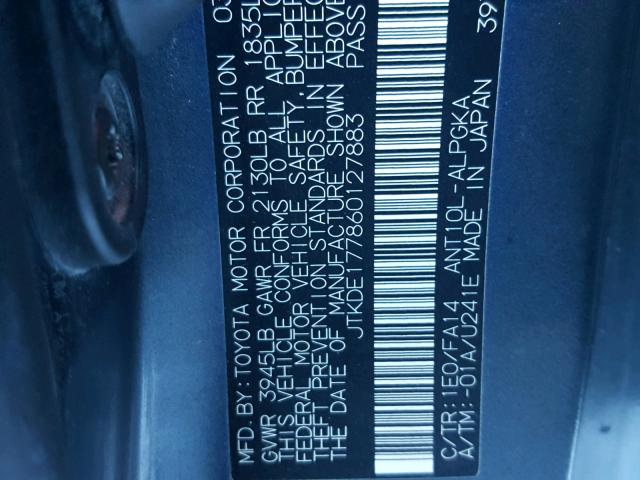 MFD. BY: TOYOTA MOTOR CORPORATION 03
GVWR 3945LB GAWR FR 2130LB RR 1835L
THIS VEHICLE CONFORMS TO ALL APPLIC
FEDERAL MOTOR VEHICLE SAFETY, BUMPER
THEFT PREVENTION STANDARDS IN EFFEC
THE DATE OF MANUFACTURE SHOWN ABOVE
JTKDE177860127883 PASS
C/TR: 1E0/FA14 ANT10L-ALPGKA 39
A/TM: -01A/U241E MADE IN JAPAN